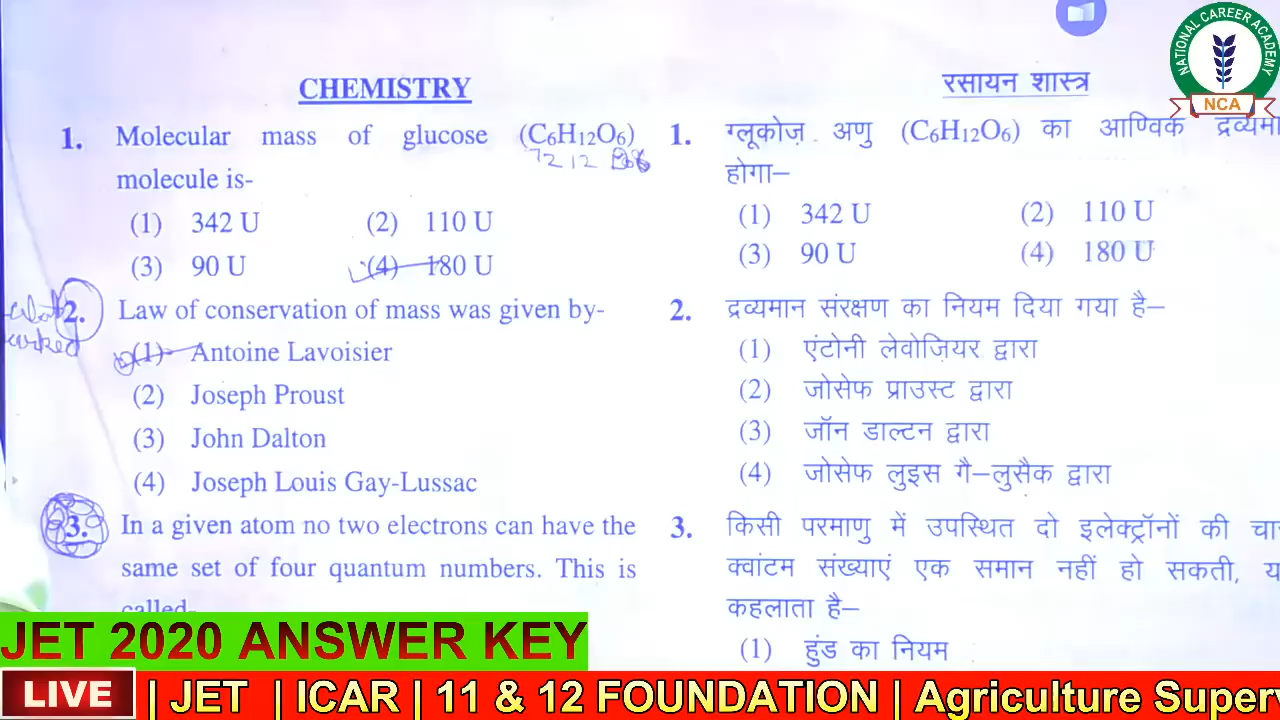 NATIONAL CAREER ACADEMY
NCA
CHEMISTRY
1. Molecular mass of glucose (C₆H₁₂O₆)
72 12
molecule is-
(1) 342 U (2) 110 U
(3) 90 U (4) 180 U
2. Law of conservation of mass was given by-
(1) Antoine Lavoisier
(2) Joseph Proust
(3) John Dalton
(4) Joseph Louis Gay-Lussac
3. In a given atom no two electrons can have the
same set of four quantum numbers. This is
called-
रसायन शास्त्र
1. ग्लूकोज़ अणु (C₆H₁₂O₆) का आण्विक द्रव्यमा
होगा–
(1) 342 U (2) 110 U
(3) 90 U (4) 180 U
2. द्रव्यमान संरक्षण का नियम दिया गया है–
(1) एंटोनी लेवोज़ियर द्वारा
(2) जोसेफ प्राउस्ट द्वारा
(3) जॉन डाल्टन द्वारा
(4) जोसेफ लुइस गै–लुसैक द्वारा
3. किसी परमाणु में उपस्थित दो इलेक्ट्रॉनों की चा
क्वांटम संख्याएं एक समान नहीं हो सकती, य
कहलाता है–
(1) हुंड का नियम
JET 2020 ANSWER KEY
LIVE | JET | ICAR | 11 & 12 FOUNDATION | Agriculture Superv